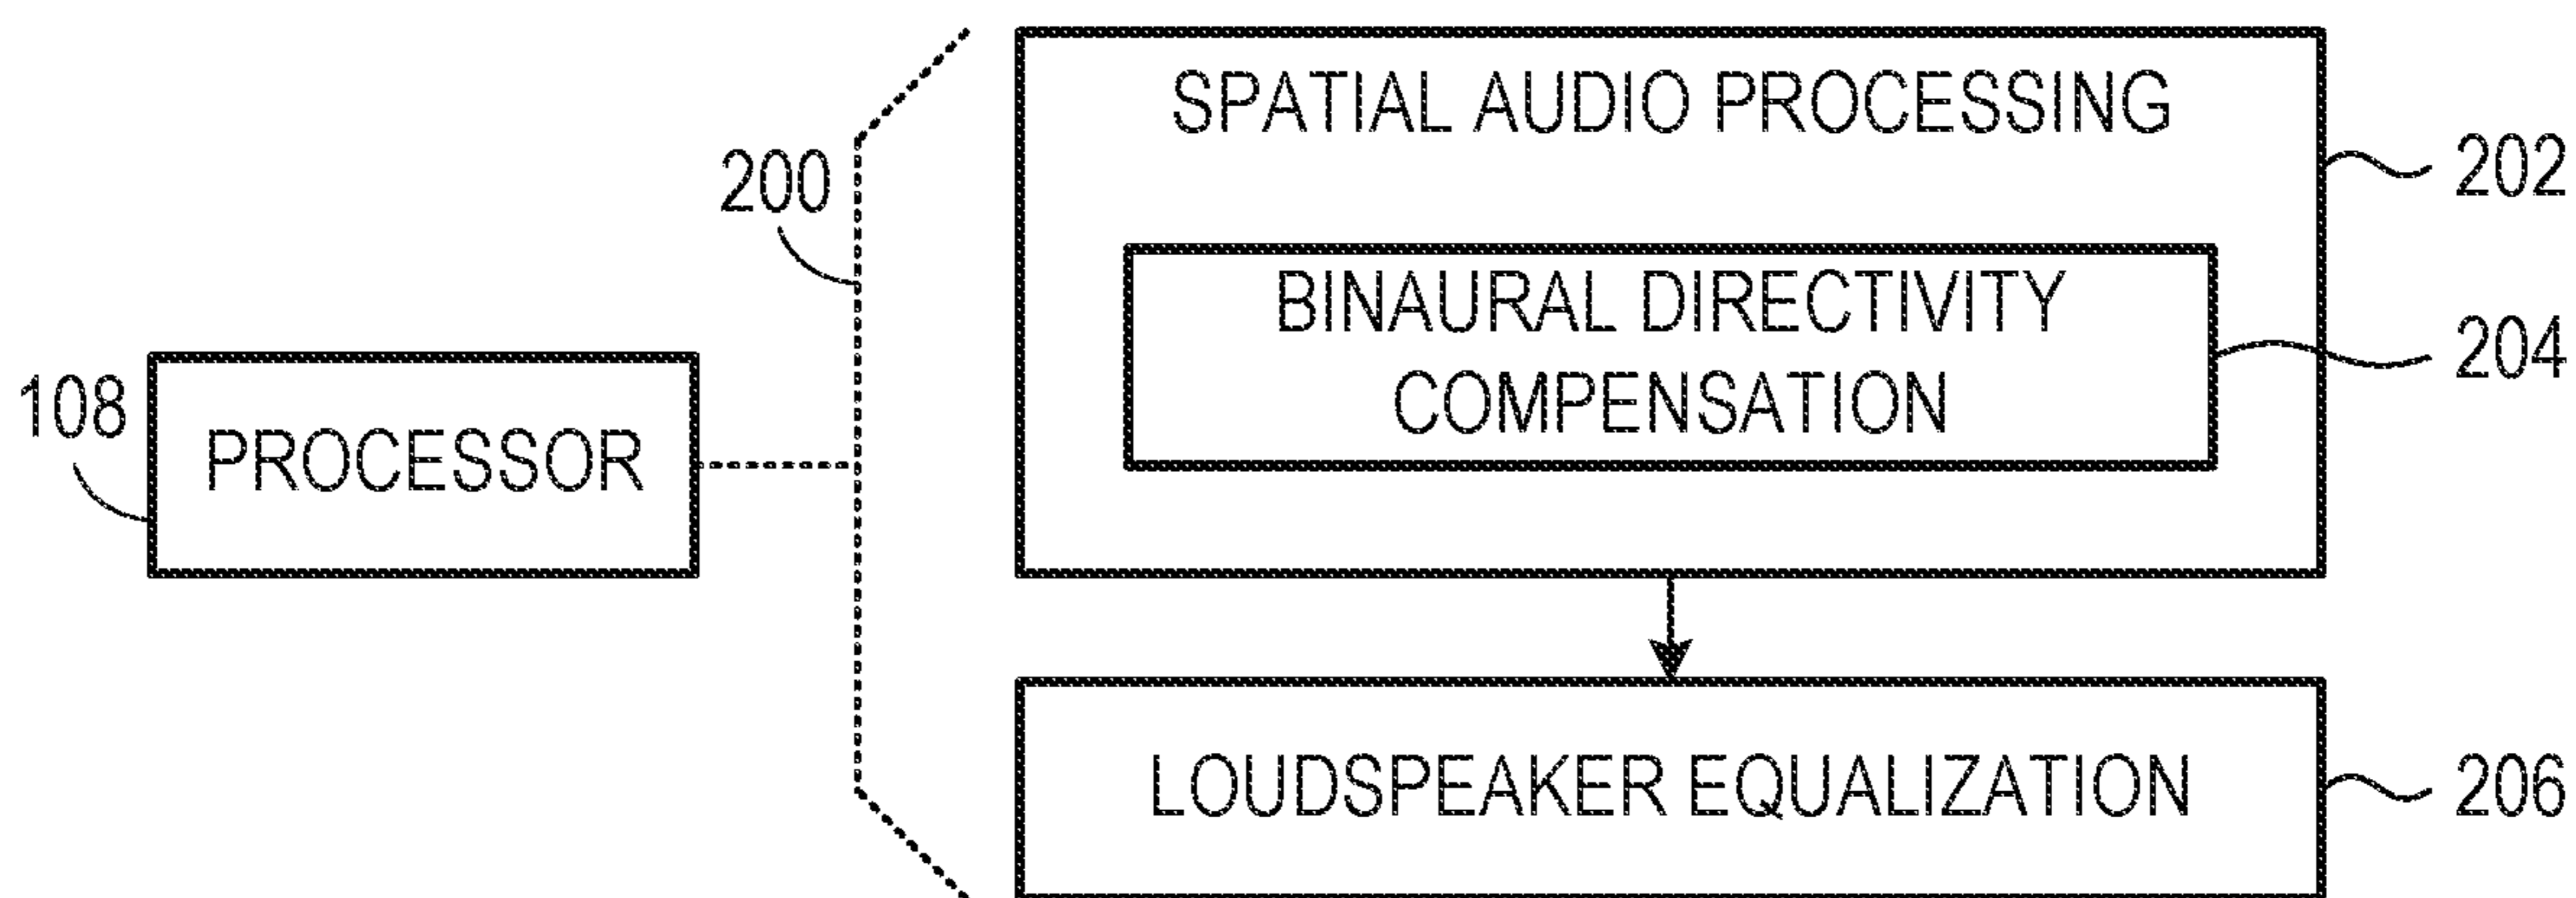 SPATIAL AUDIO PROCESSING
200
202
BINAURAL DIRECTIVITY
COMPENSATION
204
108
PROCESSOR
LOUDSPEAKER EQUALIZATION
206